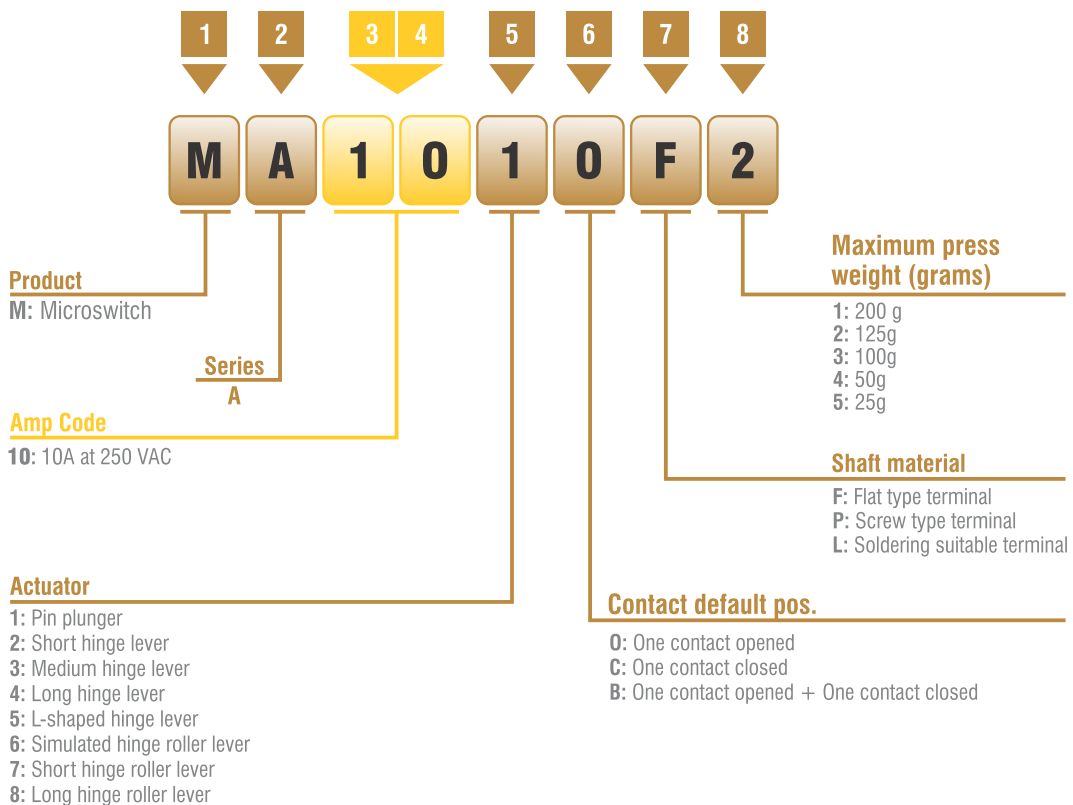 1 2 3 4 5 6 7 8
M A 1 0 1 O F 2
Product
M: Microswitch
Series
A
Amp Code
10: 10A at 250 VAC
Actuator
1: Pin plunger
2: Short hinge lever
3: Medium hinge lever
4: Long hinge lever
5: L-shaped hinge lever
6: Simulated hinge roller lever
7: Short hinge roller lever
8: Long hinge roller lever
Maximum press
weight (grams)
1: 200 g
2: 125g
3: 100g
4: 50g
5: 25g
Shaft material
F: Flat type terminal
P: Screw type terminal
L: Soldering suitable terminal
Contact default pos.
O: One contact opened
C: One contact closed
B: One contact opened + One contact closed